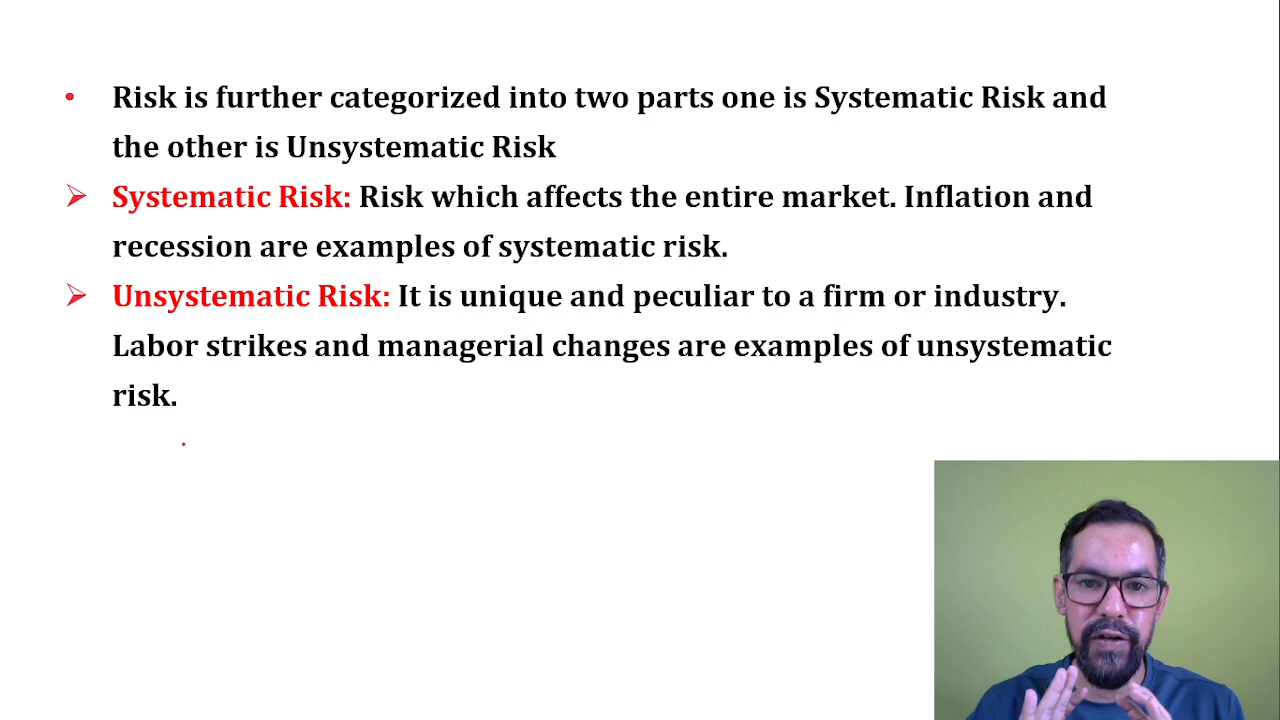 • Risk is further categorized into two parts one is Systematic Risk and
the other is Unsystematic Risk
➢ Systematic Risk: Risk which affects the entire market. Inflation and
recession are examples of systematic risk.
➢ Unsystematic Risk: It is unique and peculiar to a firm or industry.
Labor strikes and managerial changes are examples of unsystematic
risk.